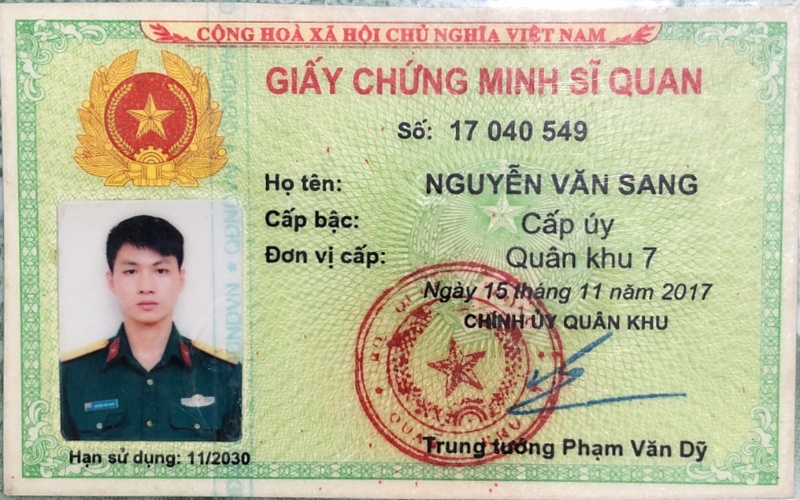 CỘNG HOÀ XÃ HỘI CHỦ NGHĨA VIỆT NAM
GIẤY CHỨNG MINH SĨ QUAN
Số: 17 040 549
Họ tên: NGUYỄN VĂN SANG
Cấp bậc: Cấp úy
Đơn vị cấp: Quân khu 7
Ngày 15 tháng 11 năm 2017
CHÍNH ỦY QUÂN KHU
Trung tướng Phạm Văn Dỹ
Hạn sử dụng: 11/2030
QĐNDVN